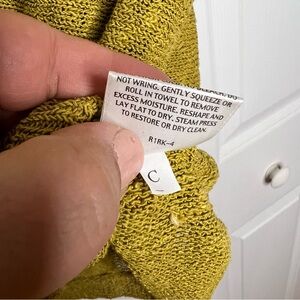 NOT WRING. GENTLY SQUEEZE OR
ROLL IN TOWEL TO REMOVE
EXCESS MOISTURE. RESHAPE AND
LAY FLAT TO DRY. STEAM PRESS
TO RESTORE OR DRY CLEAN.
R1RK-4
C